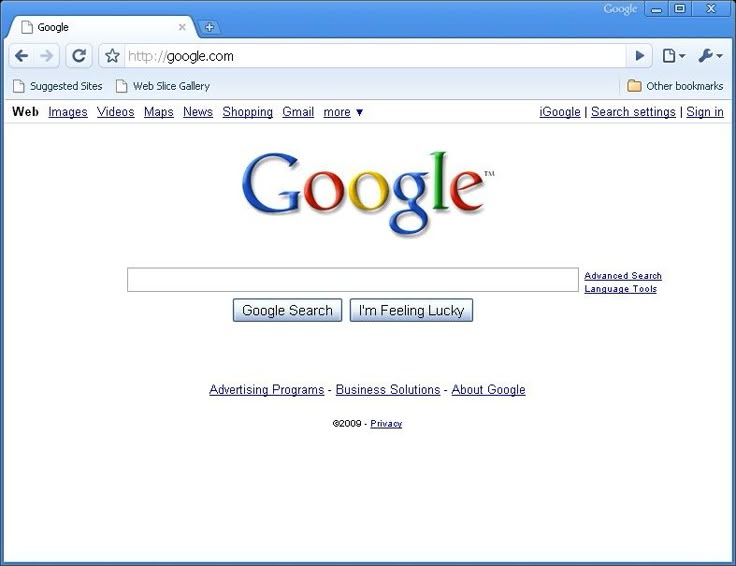 Google
Google
http://google.com
Suggested Sites Web Slice Gallery Other bookmarks
Web Images Videos Maps News Shopping Gmail more ▼ iGoogle | Search settings | Sign in
Google™
Advanced Search
Language Tools
Google Search I'm Feeling Lucky
Advertising Programs - Business Solutions - About Google
©2009 - Privacy